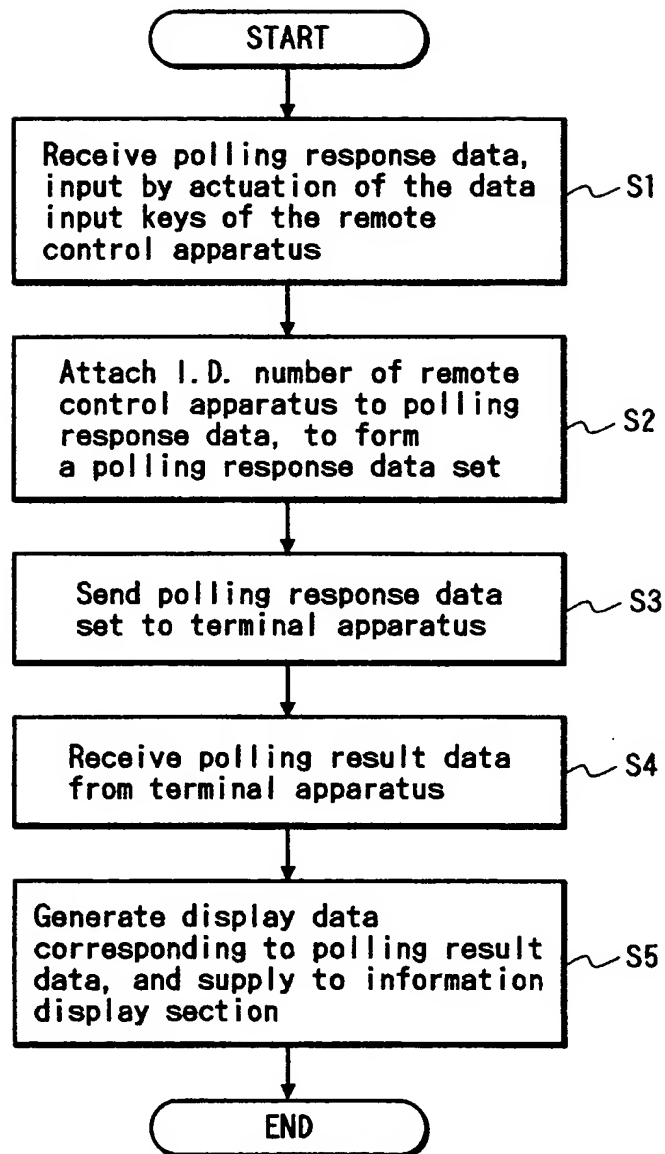 START
Receive polling response data,
input by actuation of the data
input keys of the remote
control apparatus
S1
Attach I.D. number of remote
control apparatus to polling
response data, to form
a polling response data set
S2
Send polling response data
set to terminal apparatus
S3
Receive polling result data
from terminal apparatus
S4
Generate display data
corresponding to polling result
data, and supply to information
display section
S5
END